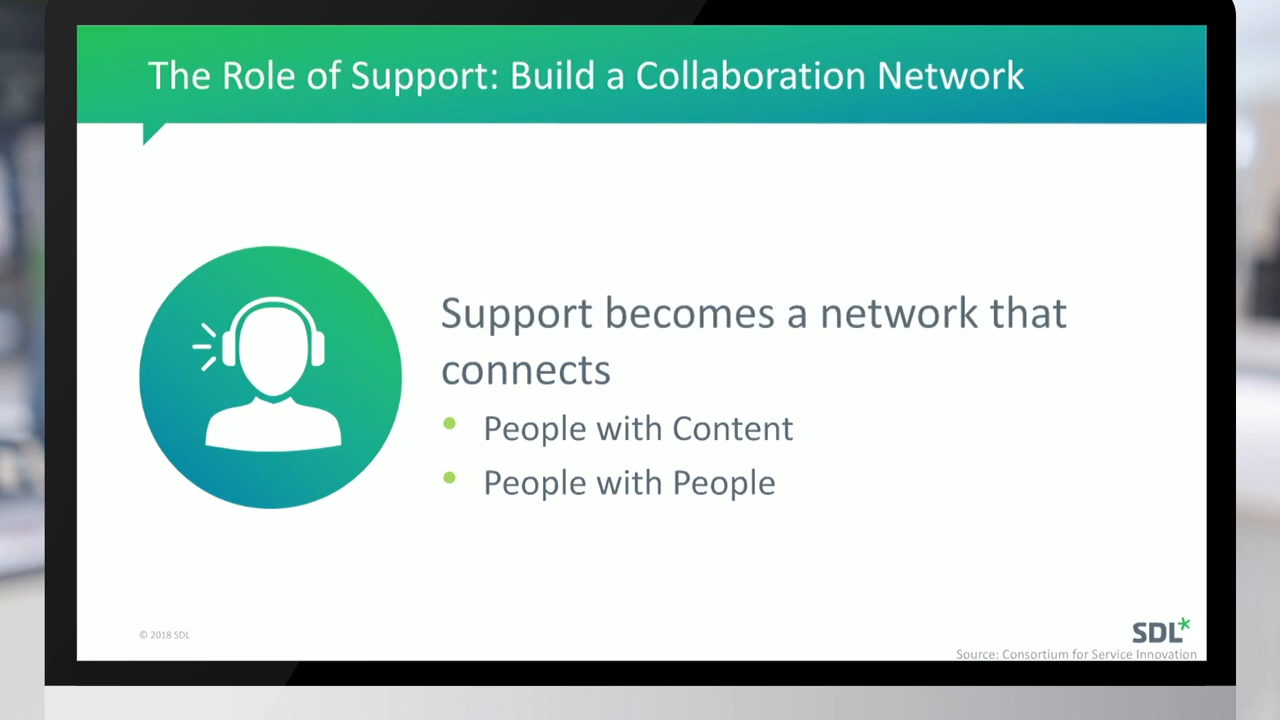 The Role of Support: Build a Collaboration Network
Support becomes a network that
connects
• People with Content
• People with People
© 2018 SDL
SDL*
Source: Consortium for Service Innovation